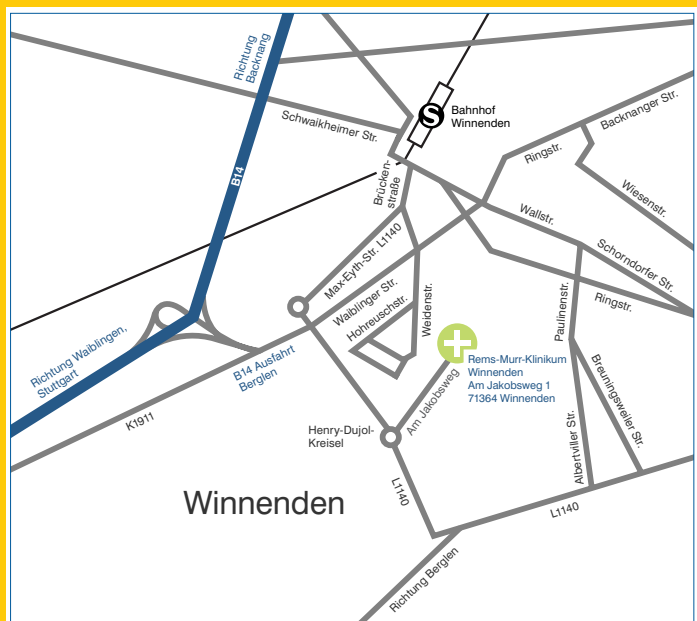 Richtung
Backnang
B14
Schwaikheimer Str.
S
Bahnhof
Winnenden
Backnanger Str.
Ringstr.
Wiesenstr.
Brücken-
straße
Wallstr.
Schorndorfer Str.
Ringstr.
Max-Eyth-Str. L1140
Waiblinger Str.
Hohreuschstr.
Weidenstr.
Paulinenstr.
Richtung Waiblingen,
Stuttgart
B14 Ausfahrt
Berglen
K1911
Rems-Murr-Klinikum
Winnenden
Am Jakobsweg 1
71364 Winnenden
Am Jakobsweg
Breuningsweiler Str.
Albertviller Str.
Henry-Dujol-
Kreisel
L1140
Winnenden
L1140
Richtung Berglen